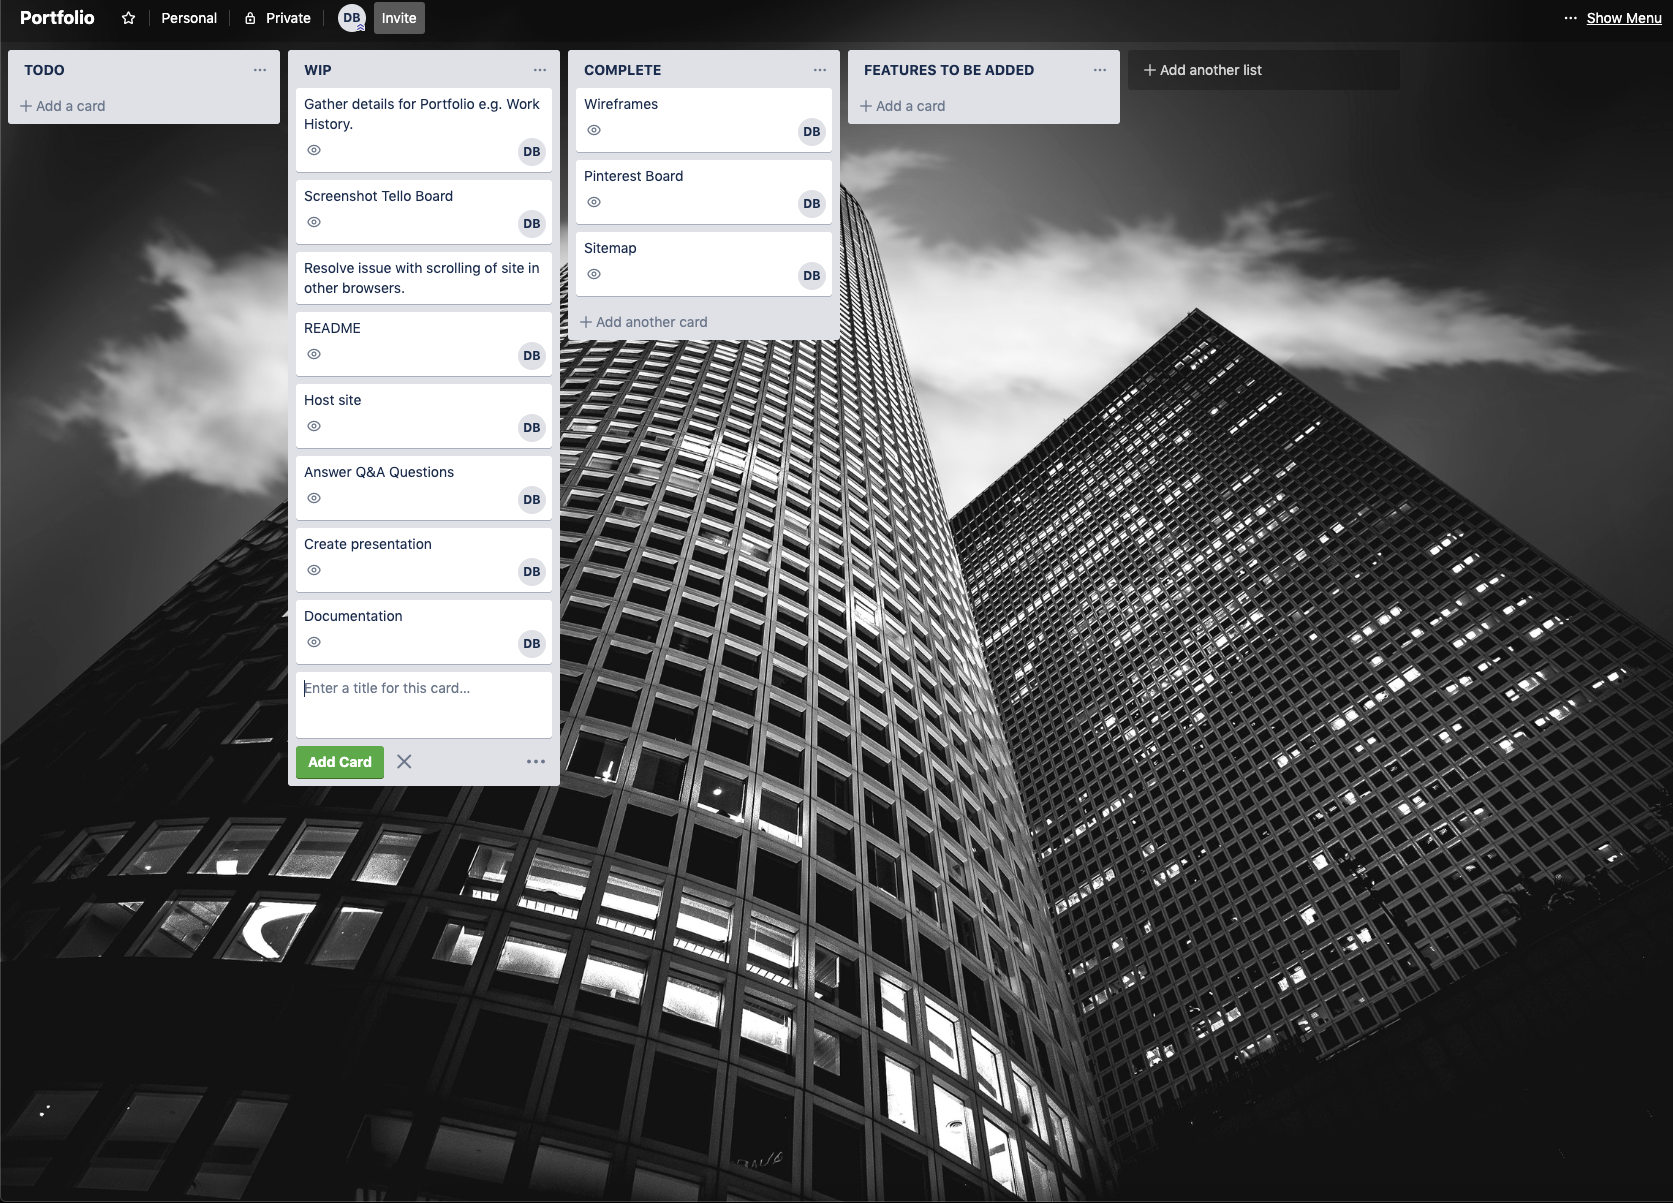 Portfolio
Personal
Private
DB
Invite
... Show Menu
TODO
+ Add a card
WIP
Gather details for Portfolio e.g. Work
History.
DB
Screenshot Tello Board
DB
Resolve issue with scrolling of site in
other browsers.
README
DB
Host site
DB
Answer Q&A Questions
DB
Create presentation
DB
Documentation
DB
Enter a title for this card...
Add Card
COMPLETE
Wireframes
DB
Pinterest Board
DB
Sitemap
DB
+ Add another card
FEATURES TO BE ADDED
+ Add a card
+ Add another list